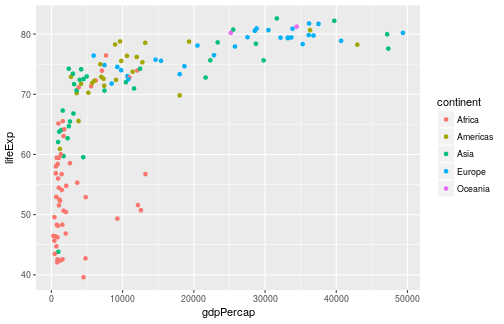 80
70
60
50
40
lifeExp
0
10000
20000
30000
40000
50000
gdpPercap
continent
Africa
Americas
Asia
Europe
Oceania